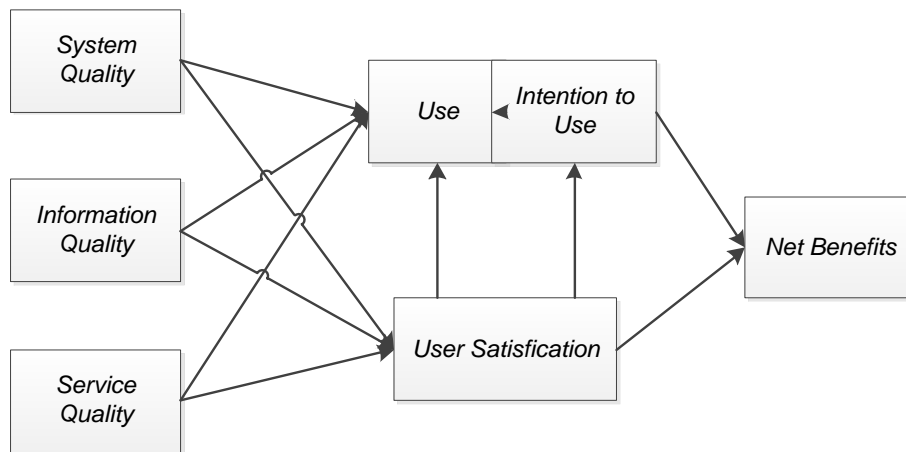 System
Quality
Use
Intention to
Use
Information
Quality
Net Benefits
User Satisfication
Service
Quality